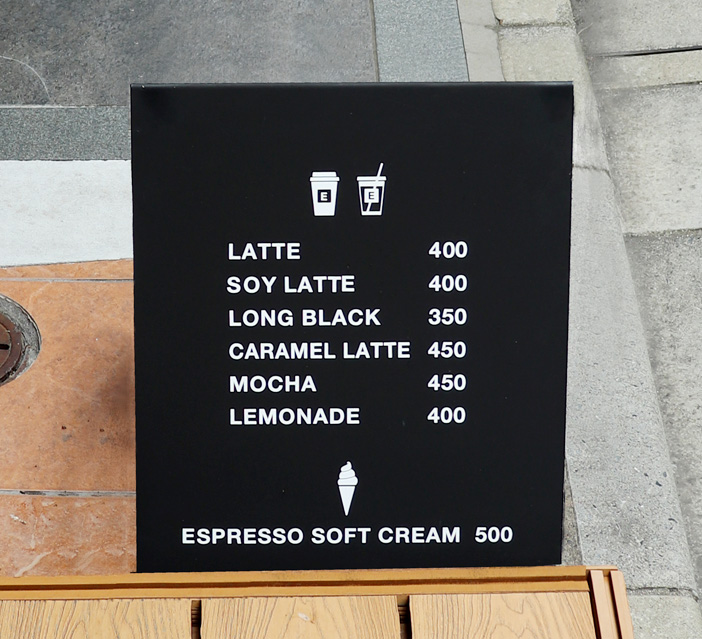 E E
LATTE 400
SOY LATTE 400
LONG BLACK 350
CARAMEL LATTE 450
MOCHA 450
LEMONADE 400
ESPRESSO SOFT CREAM 500